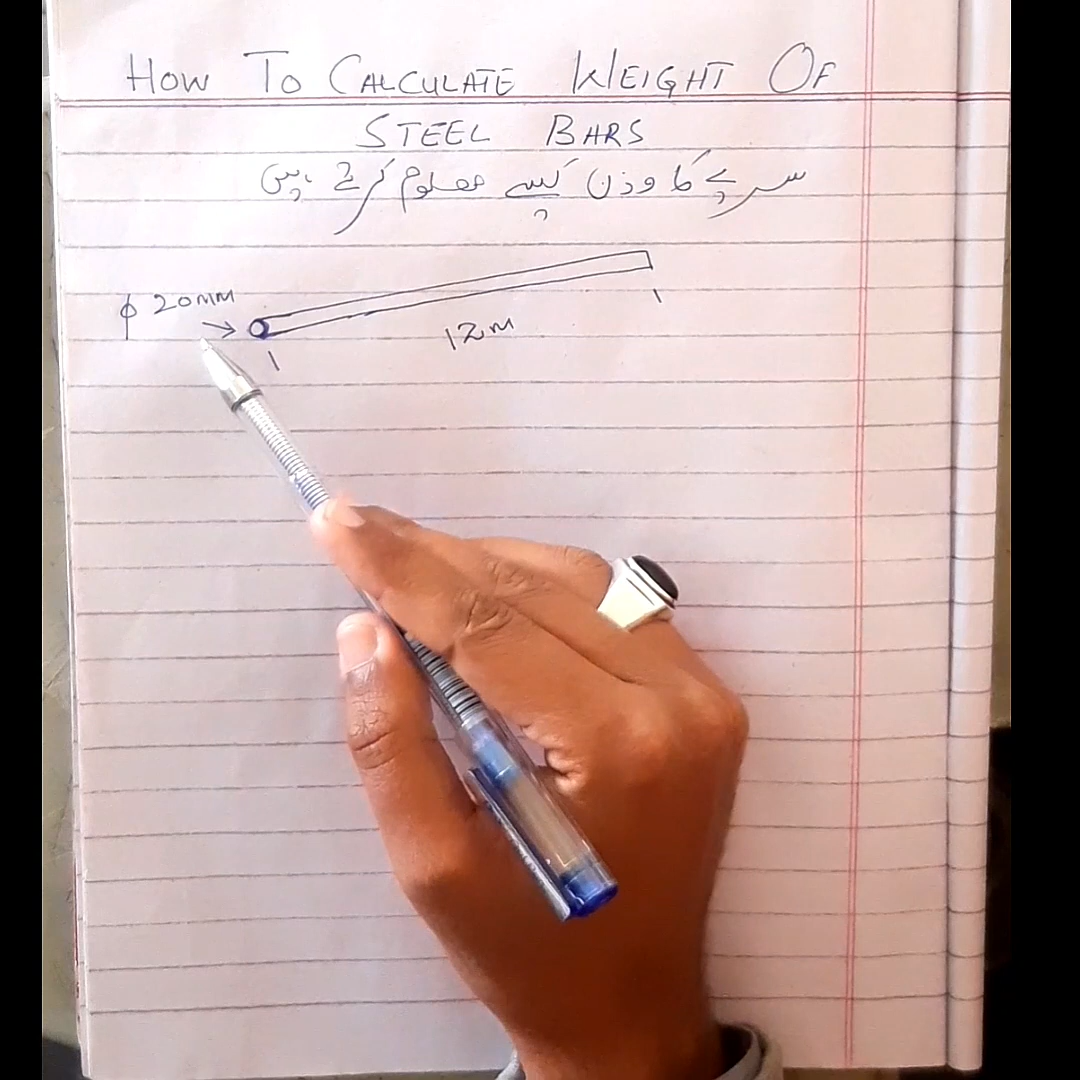 HOW TO CALCULATE WEIGHT OF
STEEL BARS
سریے کا وزن کیسے معلوم کرتے ہیں
φ 20MM
12M